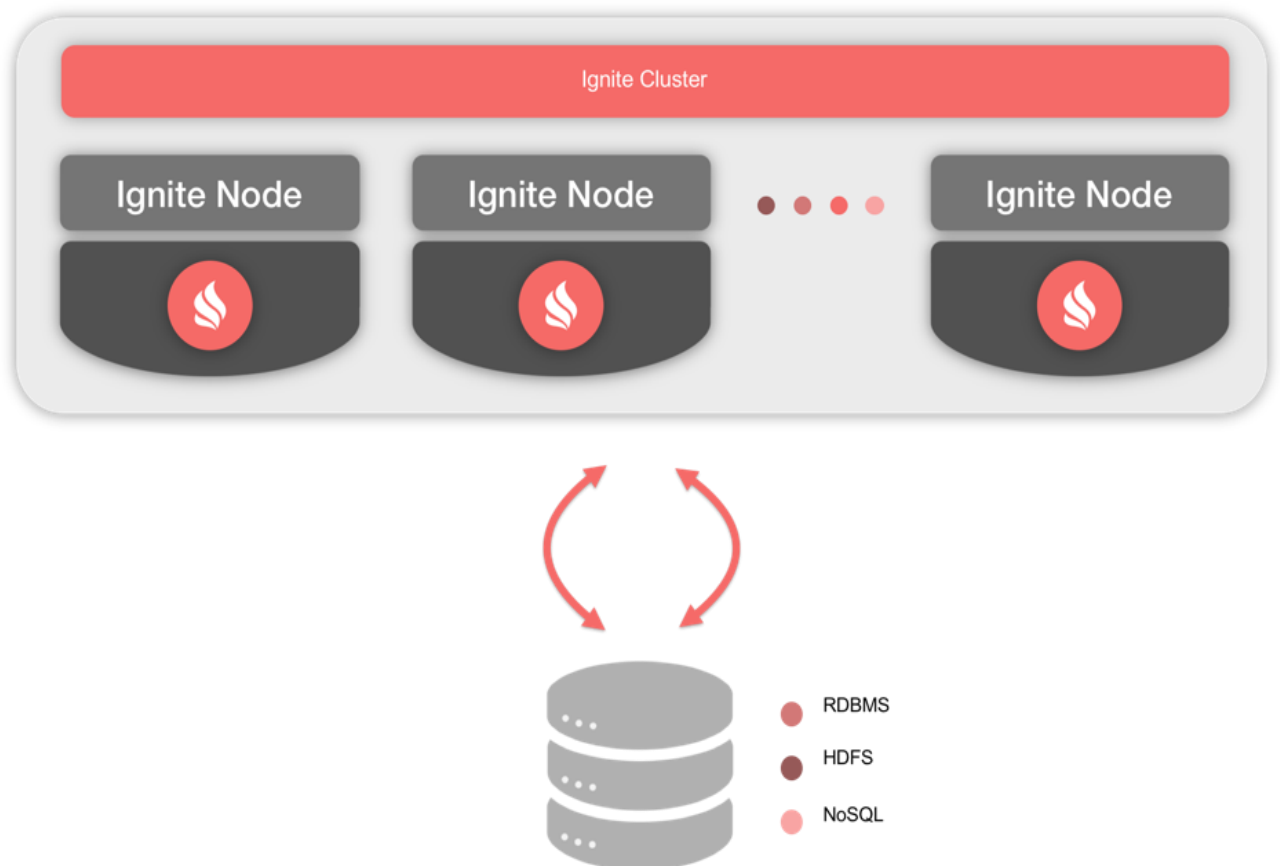 Ignite Cluster
Ignite Node
Ignite Node
Ignite Node
RDBMS
HDFS
NoSQL